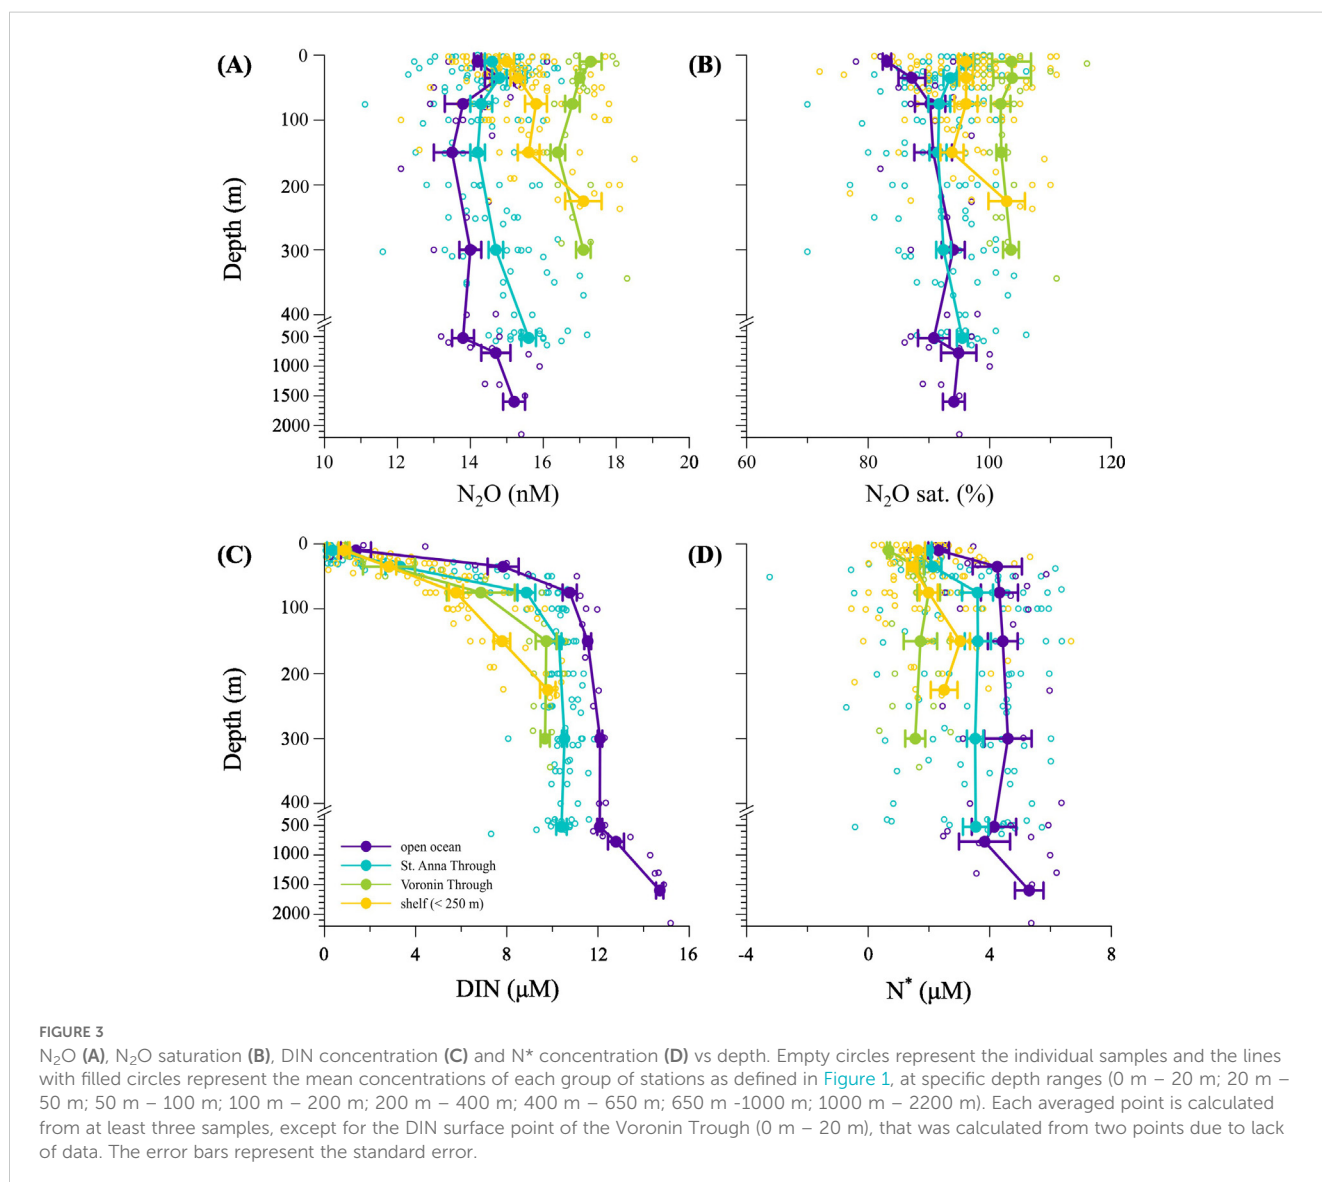 (A)
0
100
200
300
400
500
1000
1500
2000
Depth (m)
10 12 14 16 18 20
N₂O (nM)
(B)
60 80 100 120
N₂O sat. (%)
(C)
0
100
200
300
400
500
1000
1500
2000
Depth (m)
open ocean
St. Anna Through
Voronin Through
shelf (< 250 m)
0 4 8 12 16
DIN (μM)
(D)
-4 0 4 8
N* (μM)
FIGURE 3
N₂O (A), N₂O saturation (B), DIN concentration (C) and N* concentration (D) vs depth. Empty circles represent the individual samples and the lines
with filled circles represent the mean concentrations of each group of stations as defined in Figure 1, at specific depth ranges (0 m – 20 m; 20 m –
50 m; 50 m – 100 m; 100 m – 200 m; 200 m – 400 m; 400 m – 650 m; 650 m -1000 m; 1000 m – 2200 m). Each averaged point is calculated
from at least three samples, except for the DIN surface point of the Voronin Trough (0 m – 20 m), that was calculated from two points due to lack
of data. The error bars represent the standard error.